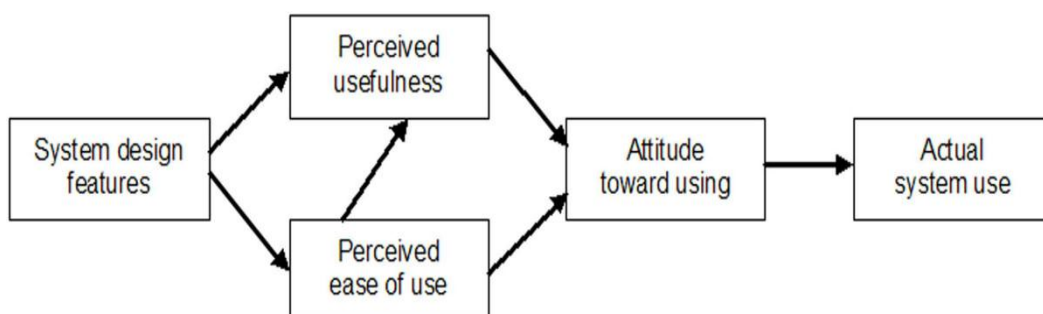 Perceived
usefulness
System design
features
Attitude
toward using
Actual
system use
Perceived
ease of use